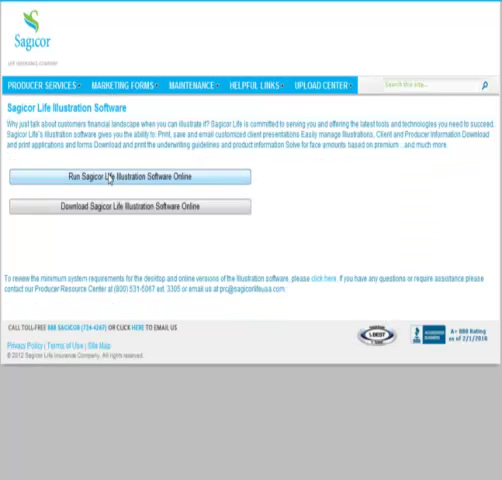 Sagicor
LIFE INSURANCE COMPANY
PRODUCER SERVICES MARKETING FORMS MAINTENANCE HELPFUL LINKS UPLOAD CENTER Search this site...
Sagicor Life Illustration Software
Why just talk about customers financial landscape when you can illustrate it? Sagicor Life is committed to serving you and offering the latest tools and technologies you need to succeed.
Sagicor Life's Illustration software gives you the ability to: Print, save and email customized client presentations Easily manage Illustrations, Client and Producer Information Download
and print applications and forms Download and print the underwriting guidelines and product information Solve for face amounts based on premium... and much more.
Run Sagicor Life Illustration Software Online
Download Sagicor Life Illustration Software Online
To review the minimum system requirements for the desktop and online versions of the Illustration software, please click here. If you have any questions or require assistance please
contact our Producer Resource Center at (800) 531-5067 ext. 3305 or email us at prc@sagicorlifeusa.com
CALL TOLL-FREE 888 SAGICOR (724-4267) OR CLICK HERE TO EMAIL US
Privacy Policy | Terms of Use | Site Map
© 2012 Sagicor Life Insurance Company, All rights reserved.
A+ BBB Rating
as of 2/1/2016